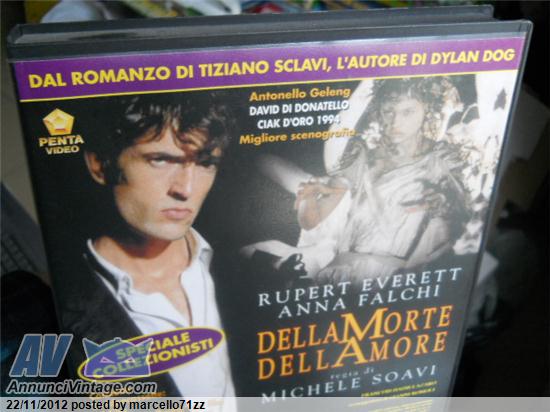 DAL ROMANZO DI TIZIANO SCLAVI, L'AUTORE DI DYLAN DOG
PENTA
VIDEO
Antonello Geleng
DAVID DI DONATELLO
CIAK D'ORO 1994
Migliore scenografia
RUPERT EVERETT
ANNA FALCHI
DELLAMORTE
DELLAMORE
regia di
MICHELE SOAVI
SPECIALE
COLLEZIONISTI
AV
AnnunciVintage.com
22/11/2012 posted by marcello71zz